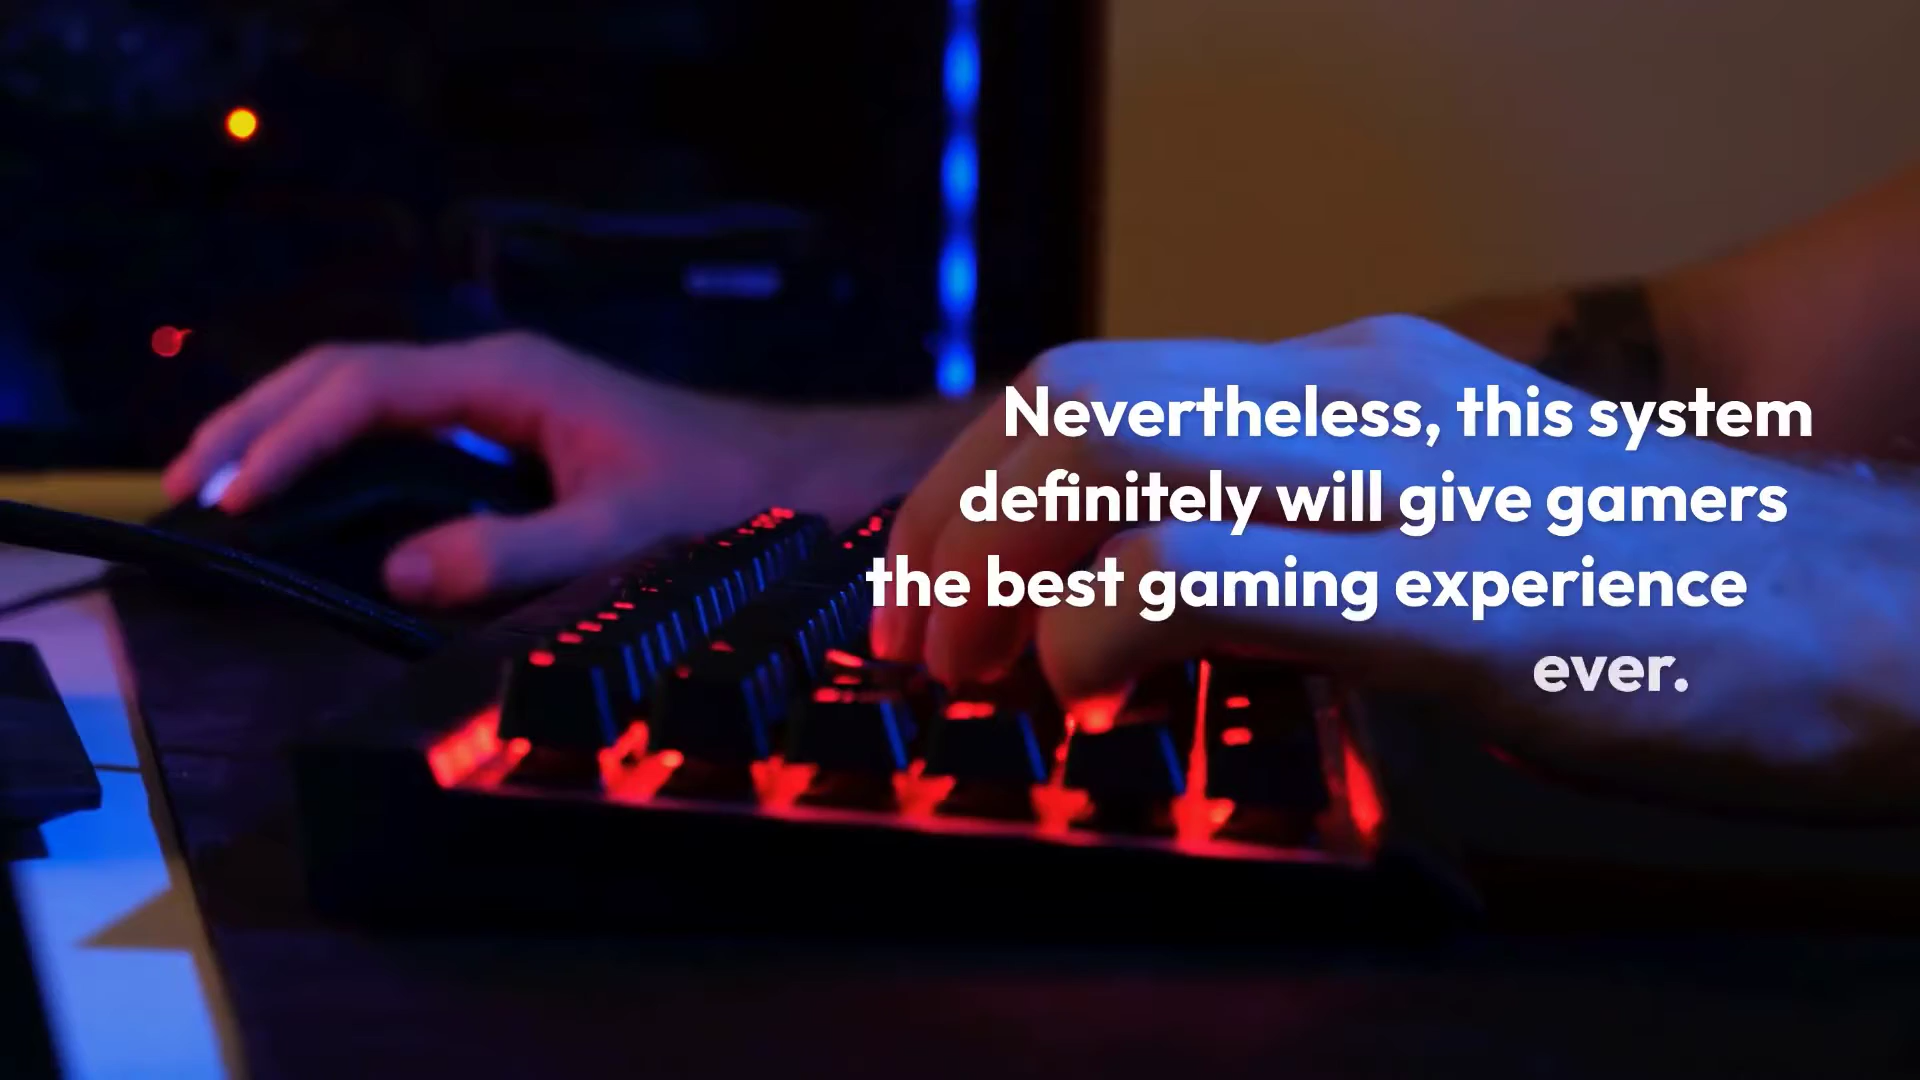 Nevertheless, this system
definitely will give gamers
the best gaming experience
ever.